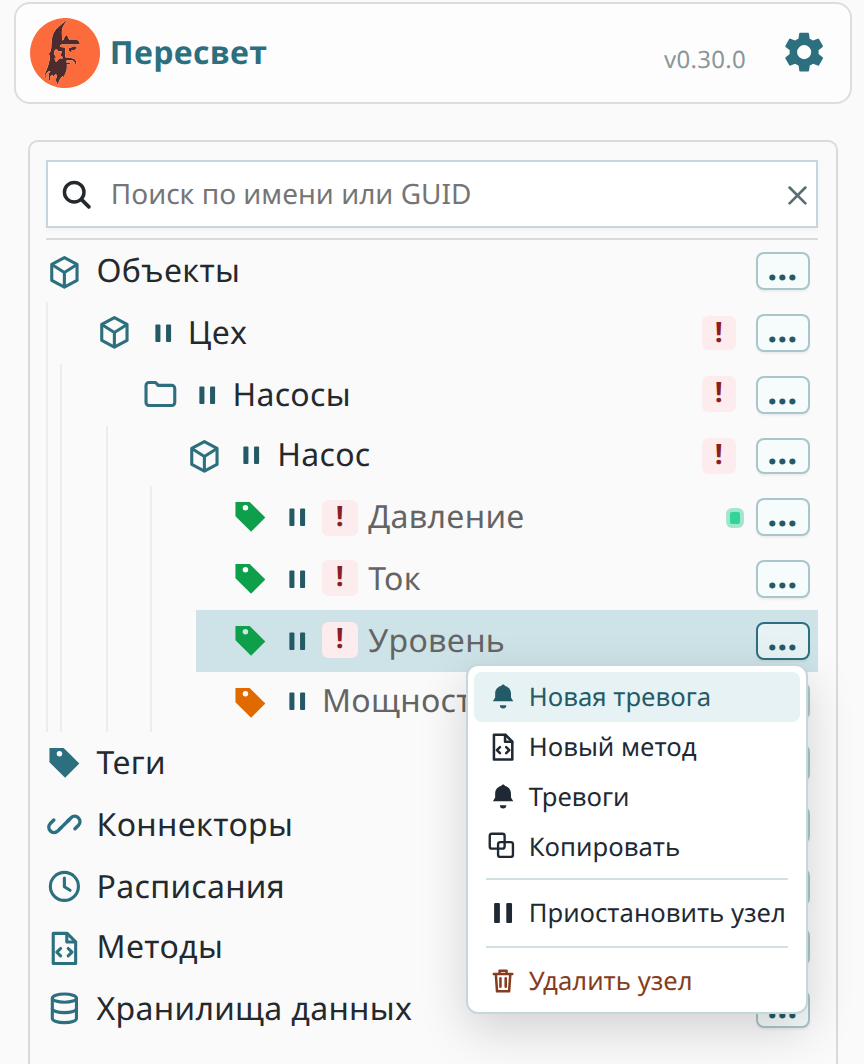 Пересвет
v0.30.0
Поиск по имени или GUID
Объекты
Цех
!
Насосы
!
Насос
!
! Давление
! Ток
! Уровень
Мощност
Новая тревога
Новый метод
Тревоги
Копировать
Приостановить узел
Удалить узел
Теги
Коннекторы
Расписания
Методы
Хранилища данных